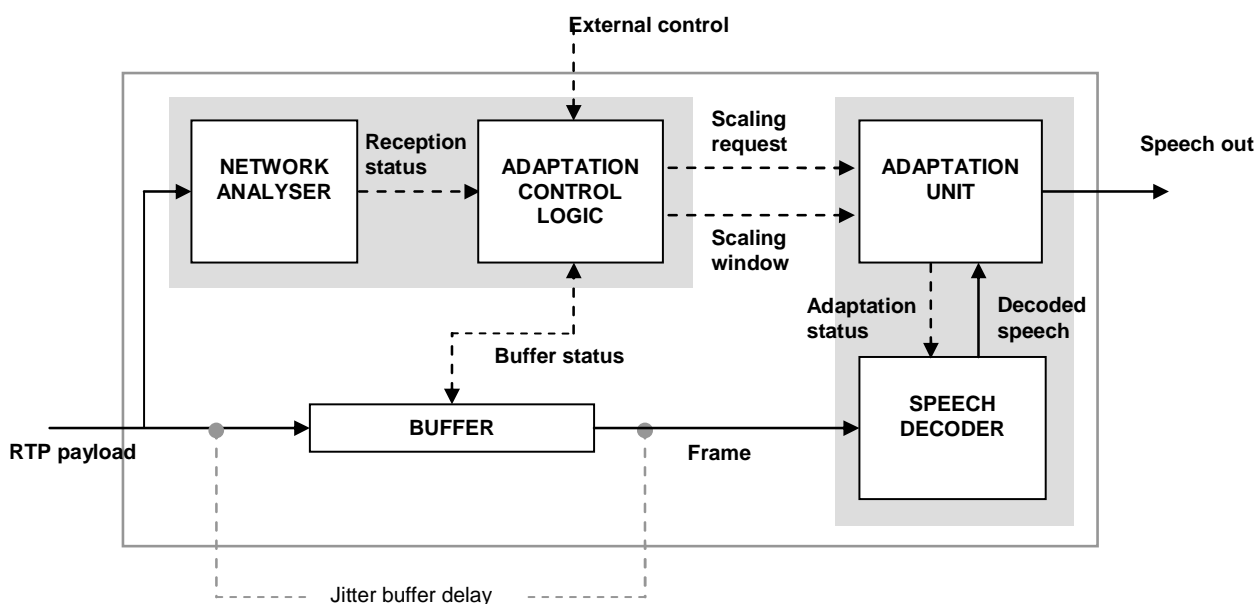 External control
NETWORK
ANALYSER
Reception
status
ADAPTATION
CONTROL
LOGIC
Scaling
request
Scaling
window
ADAPTATION
UNIT
Speech out
Adaptation
status
Decoded
speech
Buffer status
RTP payload
BUFFER
Frame
SPEECH
DECODER
Jitter buffer delay